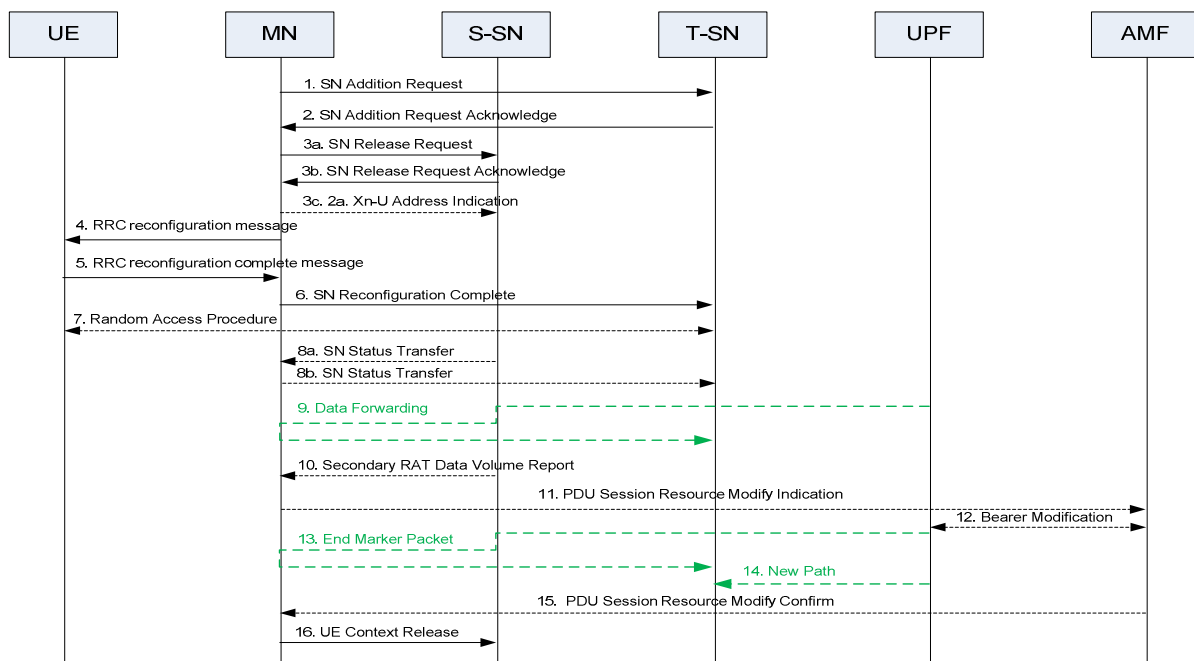 UE
MN
S-SN
T-SN
UPF
AMF
1. SN Addition Request
2. SN Addition Request Acknowledge
3a. SN Release Request
3b. SN Release Request Acknowledge
3c. 2a. Xn-U Address Indication
4. RRC reconfiguration message
5. RRC reconfiguration complete message
6. SN Reconfiguration Complete
7. Random Access Procedure
8a. SN Status Transfer
8b. SN Status Transfer
9. Data Forwarding
10. Secondary RAT Data Volume Report
11. PDU Session Resource Modify Indication
12. Bearer Modification
13. End Marker Packet
14. New Path
15. PDU Session Resource Modify Confirm
16. UE Context Release